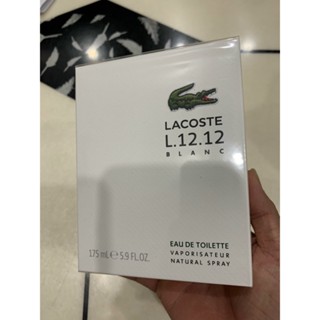 LACOSTE
L.12.12
BLANC
EAU DE TOILETTE
VAPORISATEUR
NATURAL SPRAY
175 mL e 5.9 FL.OZ.